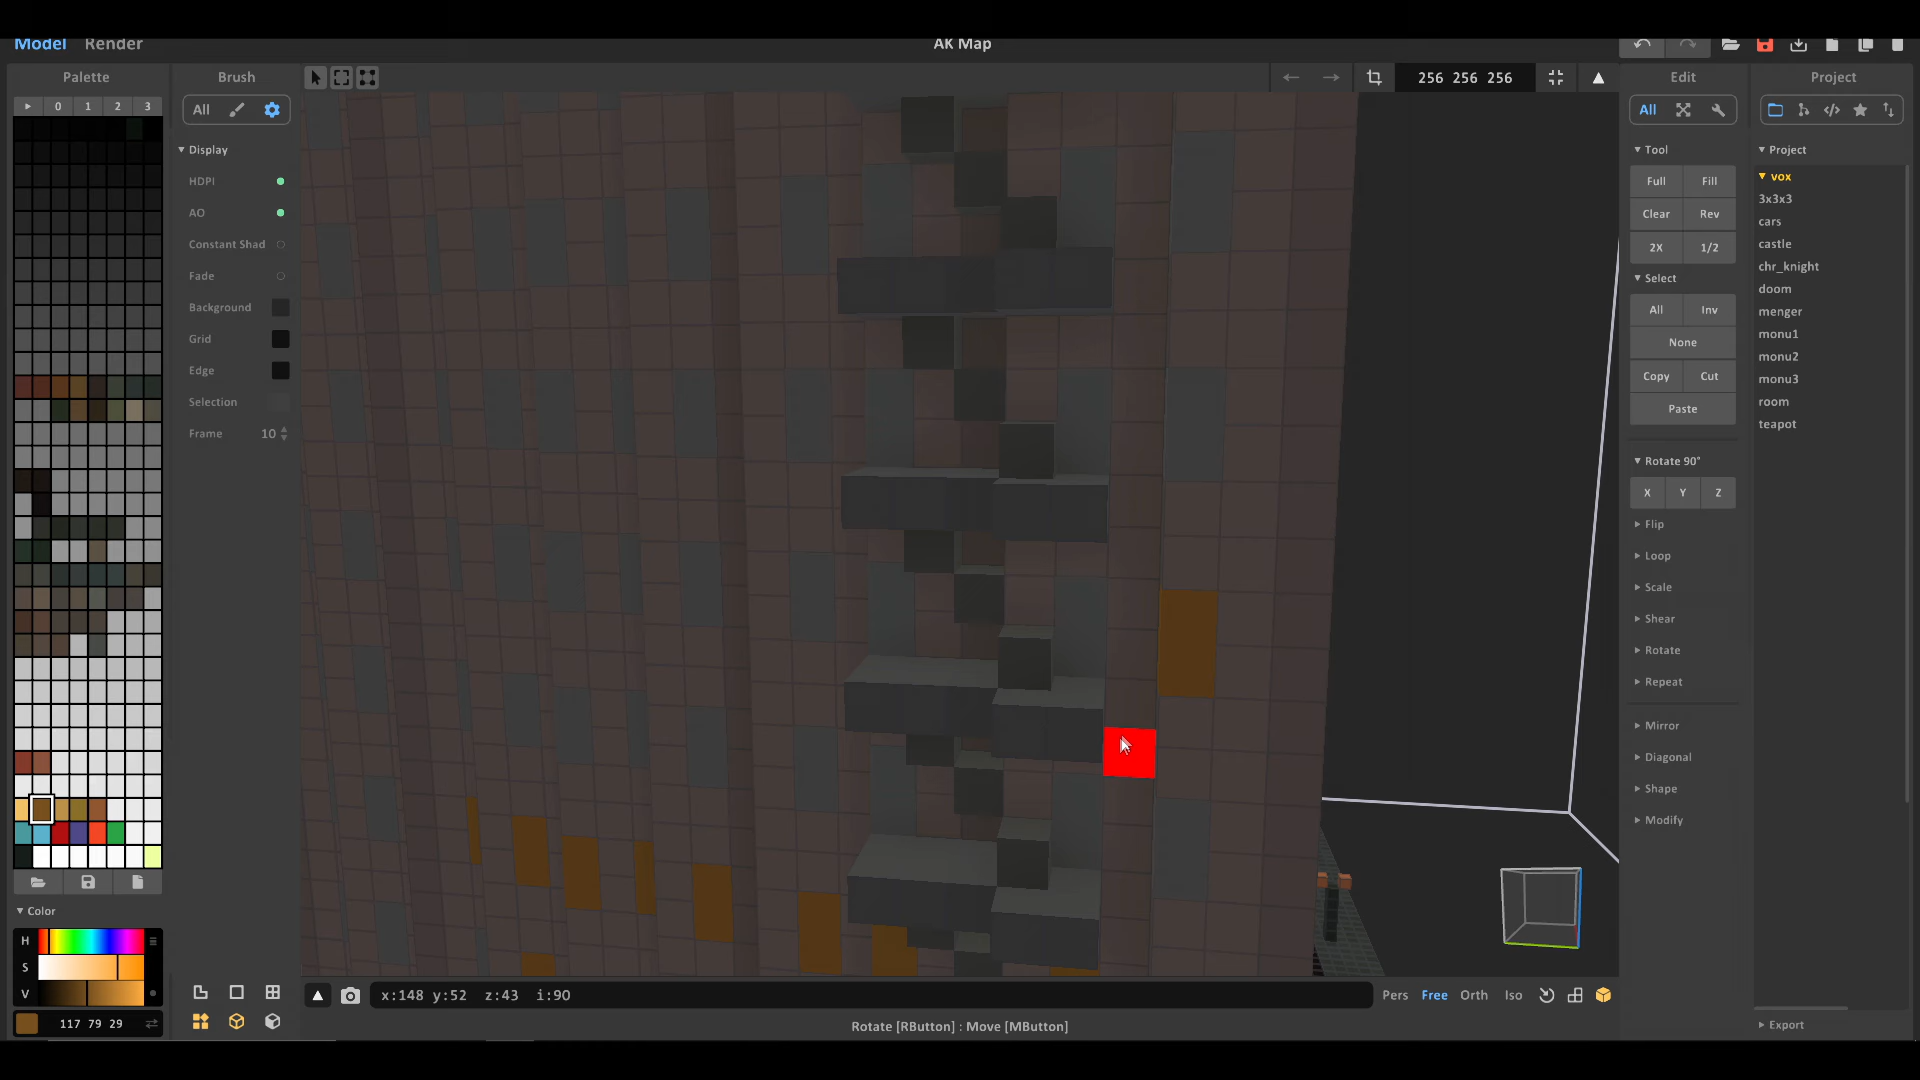 Model Render
AK Map
Palette
Brush
256 256 256
Edit
Project
0 1 2 3
All
All
Display
HDPI
AO
Constant Shad
Fade
Background
Grid
Edge
Selection
Frame 10
Tool
Full Fill
Clear Rev
2X 1/2
Select
All Inv
None
Copy Cut
Paste
Rotate 90°
X Y Z
Flip
Loop
Scale
Shear
Rotate
Repeat
Mirror
Diagonal
Shape
Modify
Project
vox
3x3x3
cars
castle
chr_knight
doom
menger
monu1
monu2
monu3
room
teapot
Export
Color
H
S
V
117 79 29
x:148 y:52 z:43 i:90
Pers Free Orth Iso
Rotate [RButton] : Move [MButton]